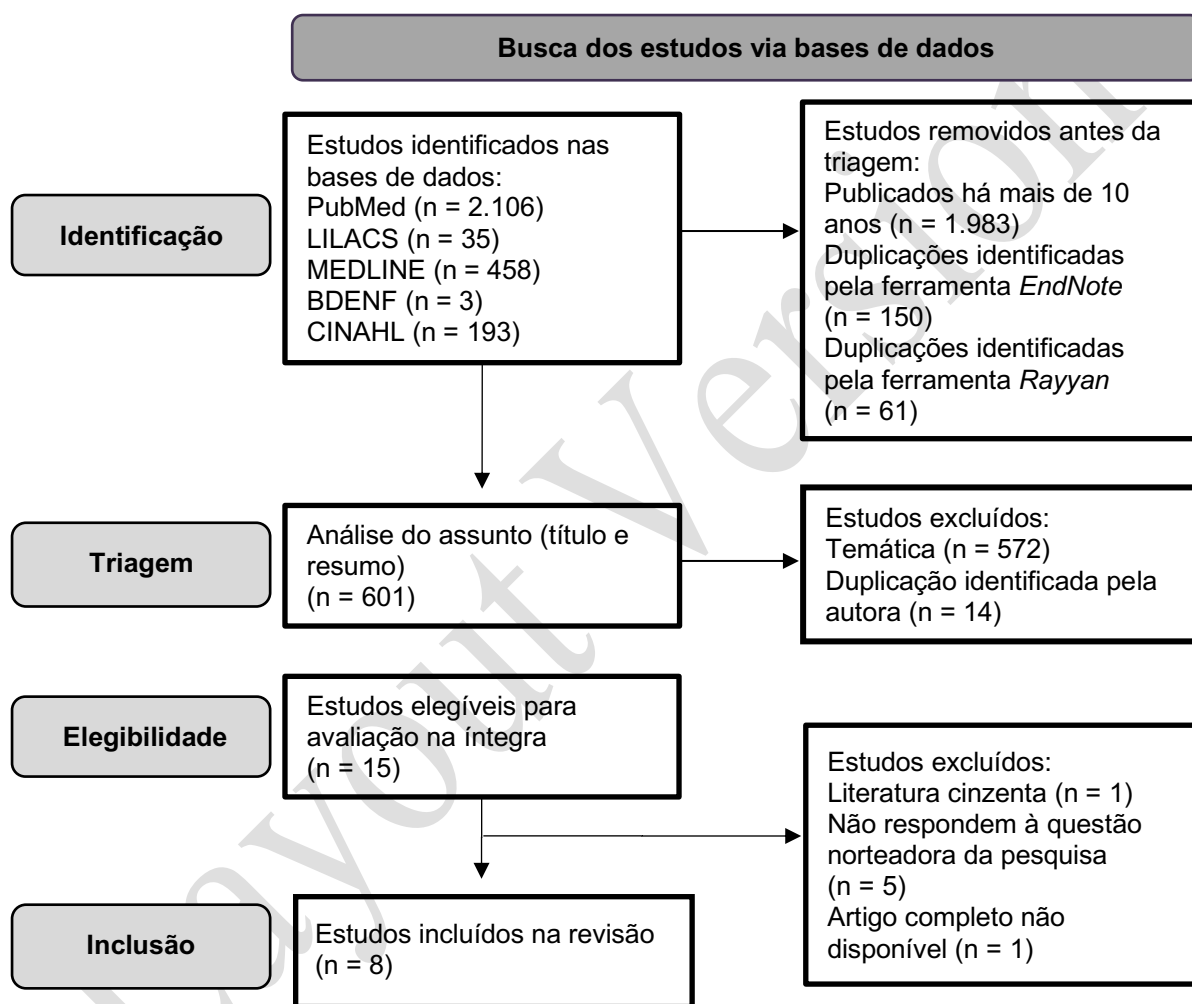 Busca dos estudos via bases de dados
Identificação
Estudos identificados nas
bases de dados:
PubMed (n = 2.106)
LILACS (n = 35)
MEDLINE (n = 458)
BDENF (n = 3)
CINAHL (n = 193)
Estudos removidos antes da
triagem:
Publicados há mais de 10
anos (n = 1.983)
Duplicações identificadas
pela ferramenta EndNote
(n = 150)
Duplicações identificadas
pela ferramenta Rayyan
(n = 61)
Triagem
Análise do assunto (título e
resumo)
(n = 601)
Estudos excluídos:
Temática (n = 572)
Duplicação identificada pela
autora (n = 14)
Elegibilidade
Estudos elegíveis para
avaliação na íntegra
(n = 15)
Estudos excluídos:
Literatura cinzenta (n = 1)
Não respondem à questão
norteadora da pesquisa
(n = 5)
Artigo completo não
disponível (n = 1)
Inclusão
Estudos incluídos na revisão
(n = 8)
Layout Version